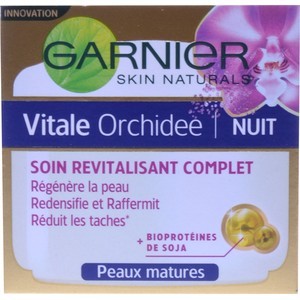 INNOVATION
GARNIER
SKIN NATURALS
Vitale Orchidée | NUIT
SOIN REVITALISANT COMPLET
Régénère la peau
Redensifie et Raffermit
Réduit les taches*
+ BIOPROTÉINES
DE SOJA
Peaux matures